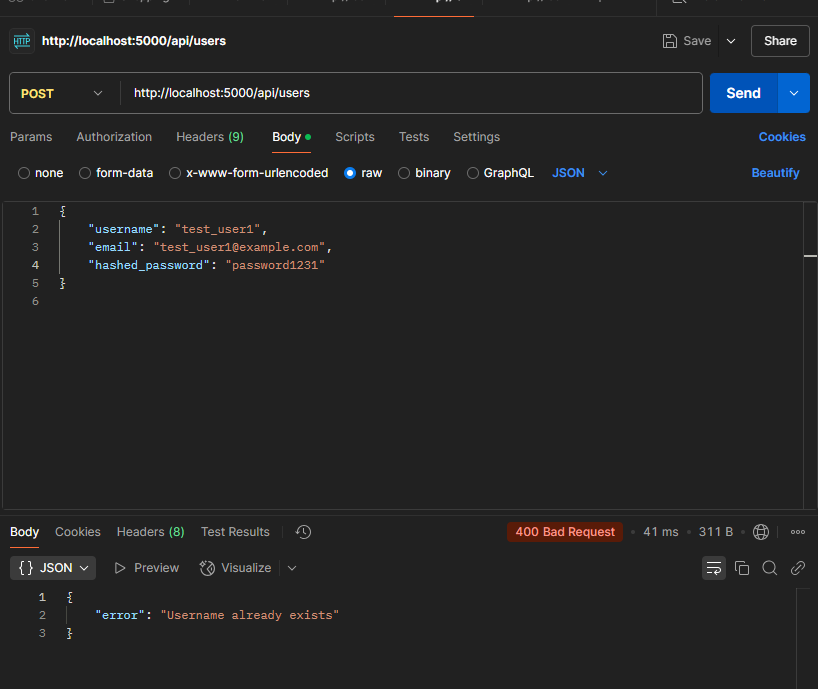 HTTP http://localhost:5000/api/users Save Share
POST http://localhost:5000/api/users Send
Params Authorization Headers (9) Body Scripts Tests Settings Cookies
none form-data x-www-form-urlencoded raw binary GraphQL JSON Beautify
1 {
2 "username": "test_user1",
3 "email": "test_user1@example.com",
4 "hashed_password": "password1231"
5 }
6
Body Cookies Headers (8) Test Results 400 Bad Request 41 ms 311 B
{} JSON Preview Visualize
1 {
2 "error": "Username already exists"
3 }